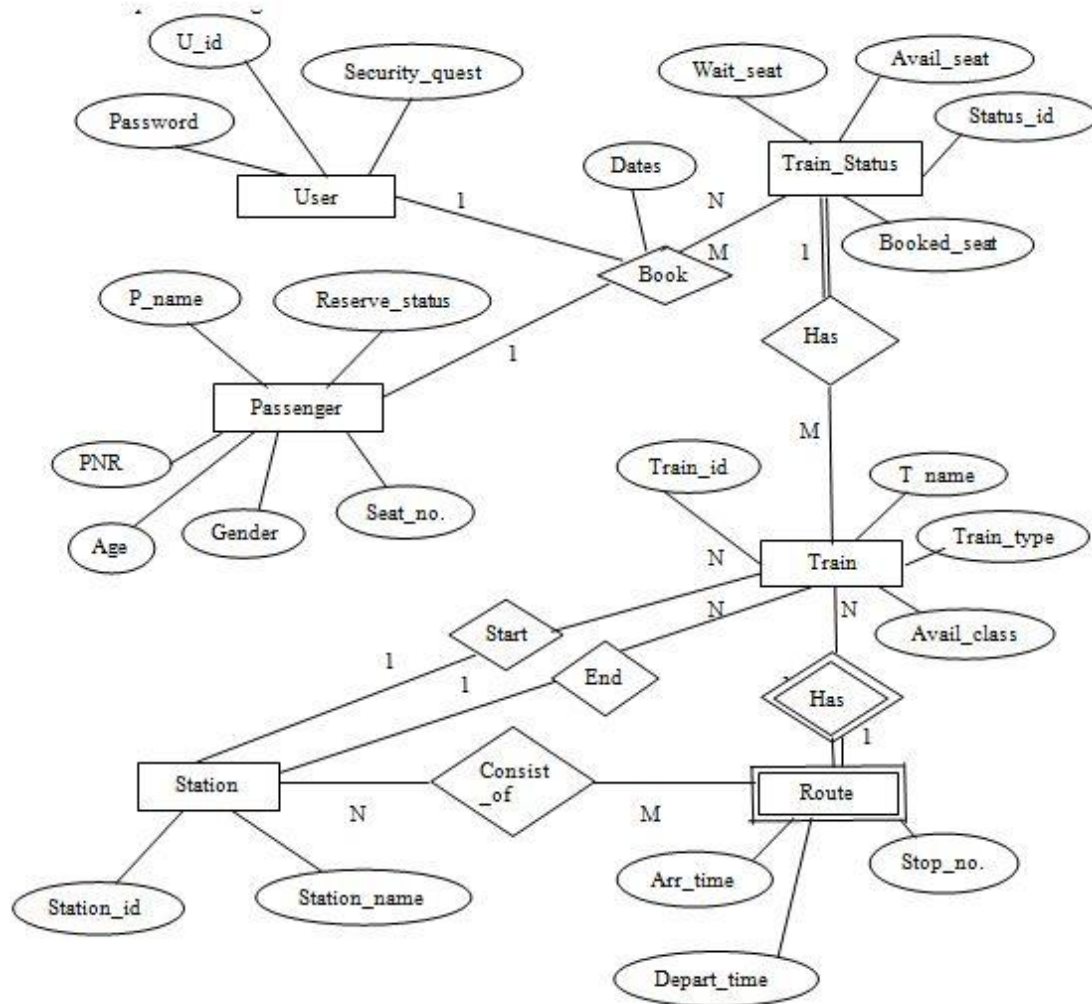 U_id
Security_quest
Password
User
Wait_seat
Avail_seat
Status_id
Train_Status
Booked_seat
Dates
1
N
M
Book
1
1
Has
M
P_name
Reserve_status
Passenger
PNR
Age
Gender
Seat_no.
Train_id
T_name
Train_type
Train
Avail_class
N
N
N
Start
End
1
1
Has
1
Station
Consist
_of
N
M
Route
Station_id
Station_name
Arr_time
Stop_no.
Depart_time